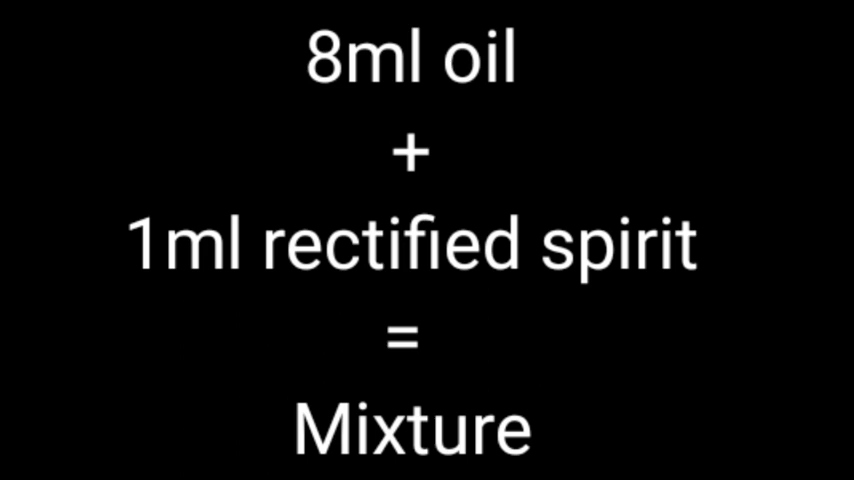 8ml oil
+
1ml rectified spirit
=
Mixture